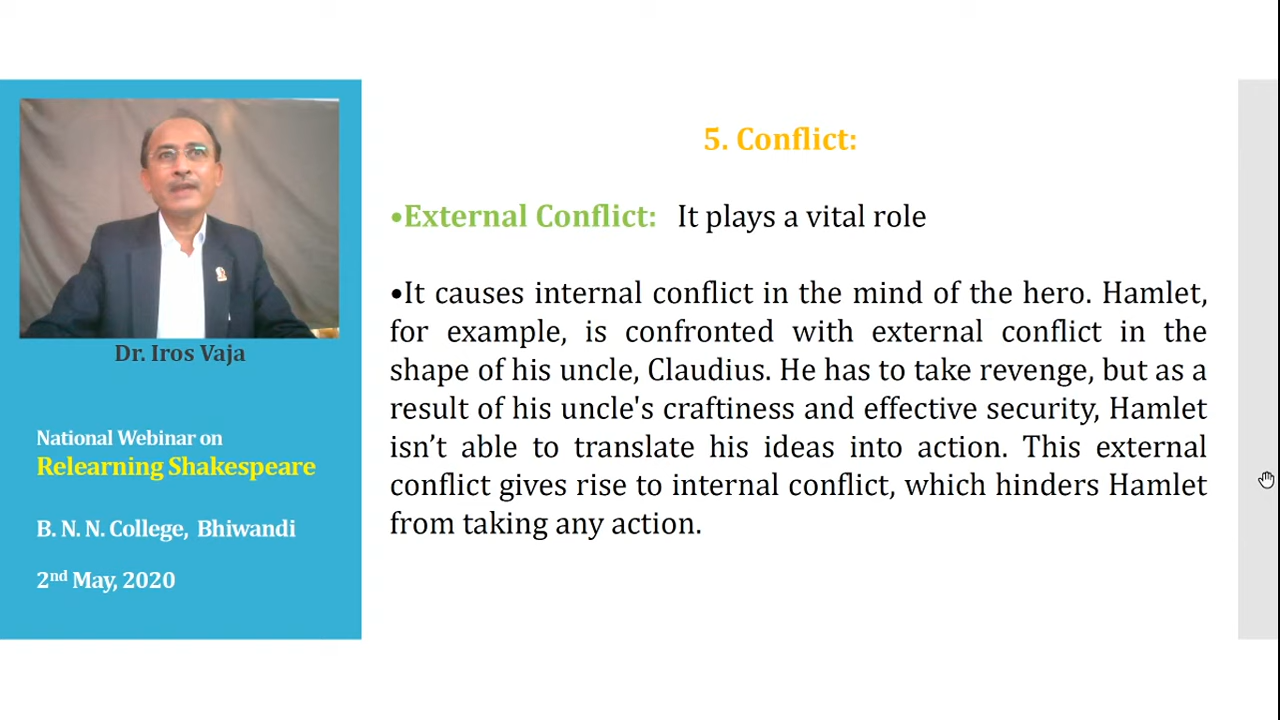 5. Conflict:
•External Conflict: It plays a vital role
•It causes internal conflict in the mind of the hero. Hamlet,
for example, is confronted with external conflict in the
shape of his uncle, Claudius. He has to take revenge, but as a
result of his uncle's craftiness and effective security, Hamlet
isn’t able to translate his ideas into action. This external
conflict gives rise to internal conflict, which hinders Hamlet
from taking any action.
Dr. Iros Vaja
National Webinar on
Relearning Shakespeare
B. N. N. College, Bhiwandi
2nd May, 2020